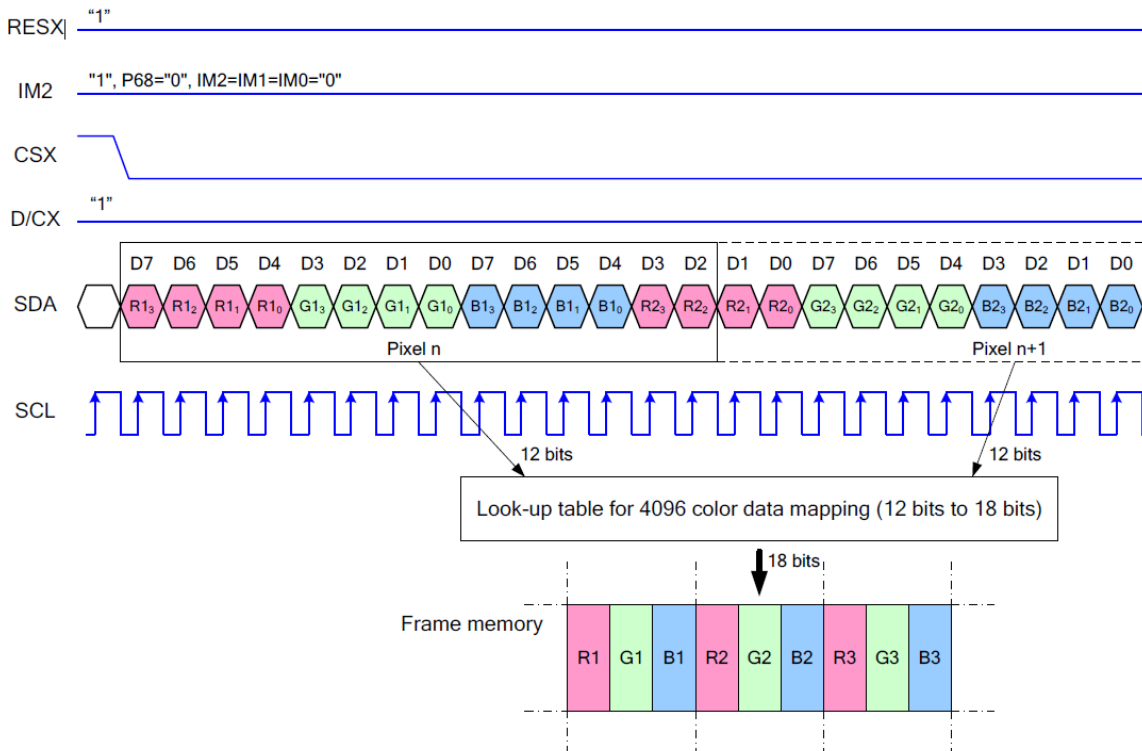 RESX “1”
IM2 "1", P68="0", IM2=IM1=IM0="0"
CSX
D/CX “1”
D7 D6 D5 D4 D3 D2 D1 D0 D7 D6 D5 D4 D3 D2 D1 D0 D7 D6 D5 D4 D3 D2 D1 D0
SDA R1₃ R1₂ R1₁ R1₀ G1₃ G1₂ G1₁ G1₀ B1₃ B1₂ B1₁ B1₀ R2₃ R2₂ R2₁ R2₀ G2₃ G2₂ G2₁ G2₀ B2₃ B2₂ B2₁ B2₀
Pixel n Pixel n+1
SCL
12 bits 12 bits
Look-up table for 4096 color data mapping (12 bits to 18 bits)
18 bits
Frame memory
R1 G1 B1 R2 G2 B2 R3 G3 B3